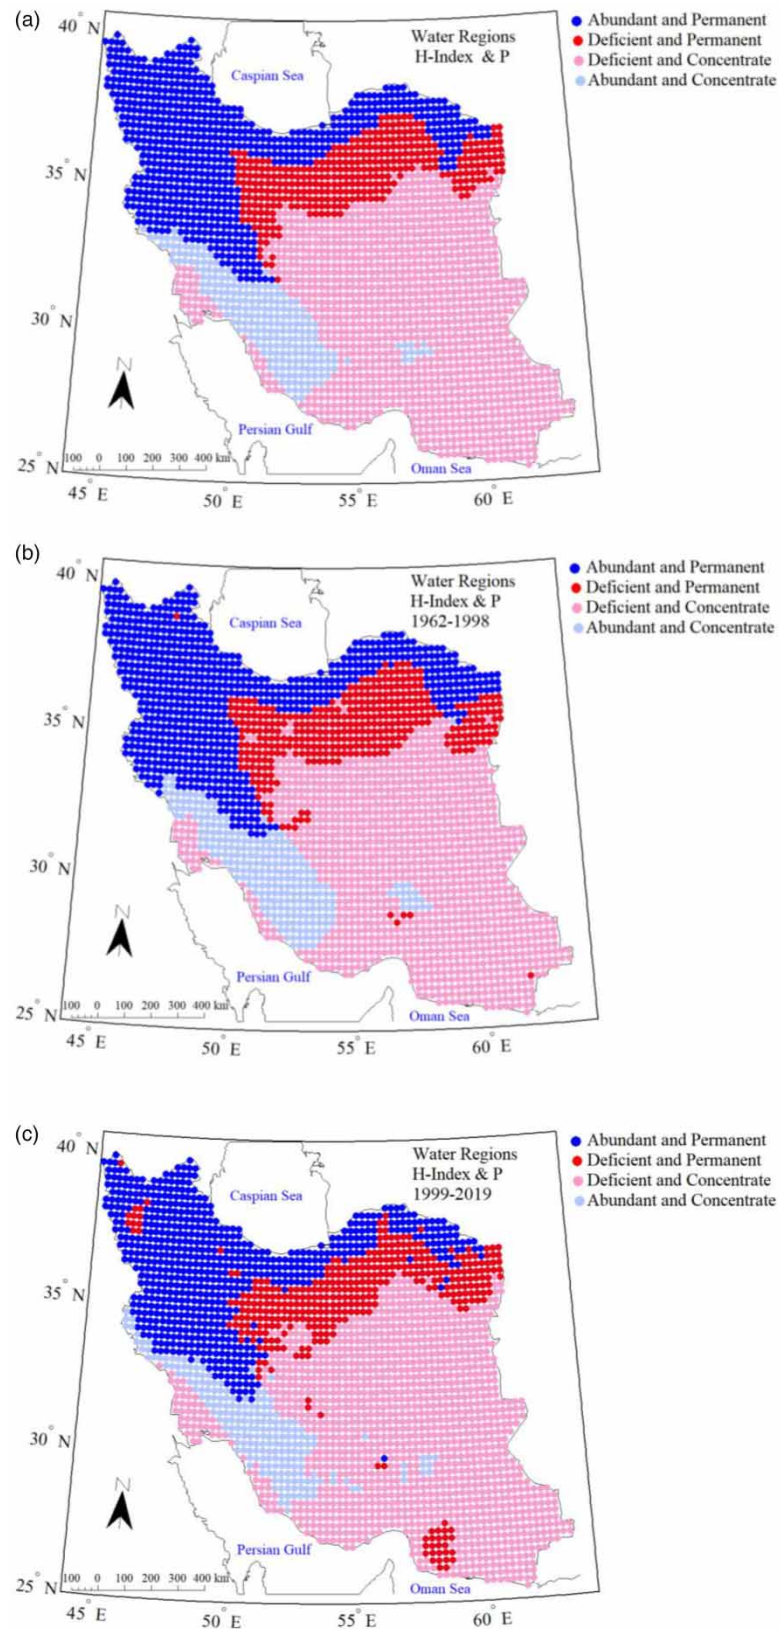 (a)
40° N
35° N
30° N
25° N
45° E
50° E
55° E
60° E
Water Regions
H-Index & P
Caspian Sea
Persian Gulf
Oman Sea
N
100 0 100 200 300 400 km
Abundant and Permanent
Deficient and Permanent
Deficient and Concentrate
Abundant and Concentrate
(b)
40° N
35° N
30° N
25° N
45° E
50° E
55° E
60° E
Water Regions
H-Index & P
1962-1998
Caspian Sea
Persian Gulf
Oman Sea
N
100 0 100 200 300 400 km
Abundant and Permanent
Deficient and Permanent
Deficient and Concentrate
Abundant and Concentrate
(c)
40° N
35° N
30° N
25° N
45° E
50° E
55° E
60° E
Water Regions
H-Index & P
1999-2019
Caspian Sea
Persian Gulf
Oman Sea
N
100 0 100 200 300 400 km
Abundant and Permanent
Deficient and Permanent
Deficient and Concentrate
Abundant and Concentrate